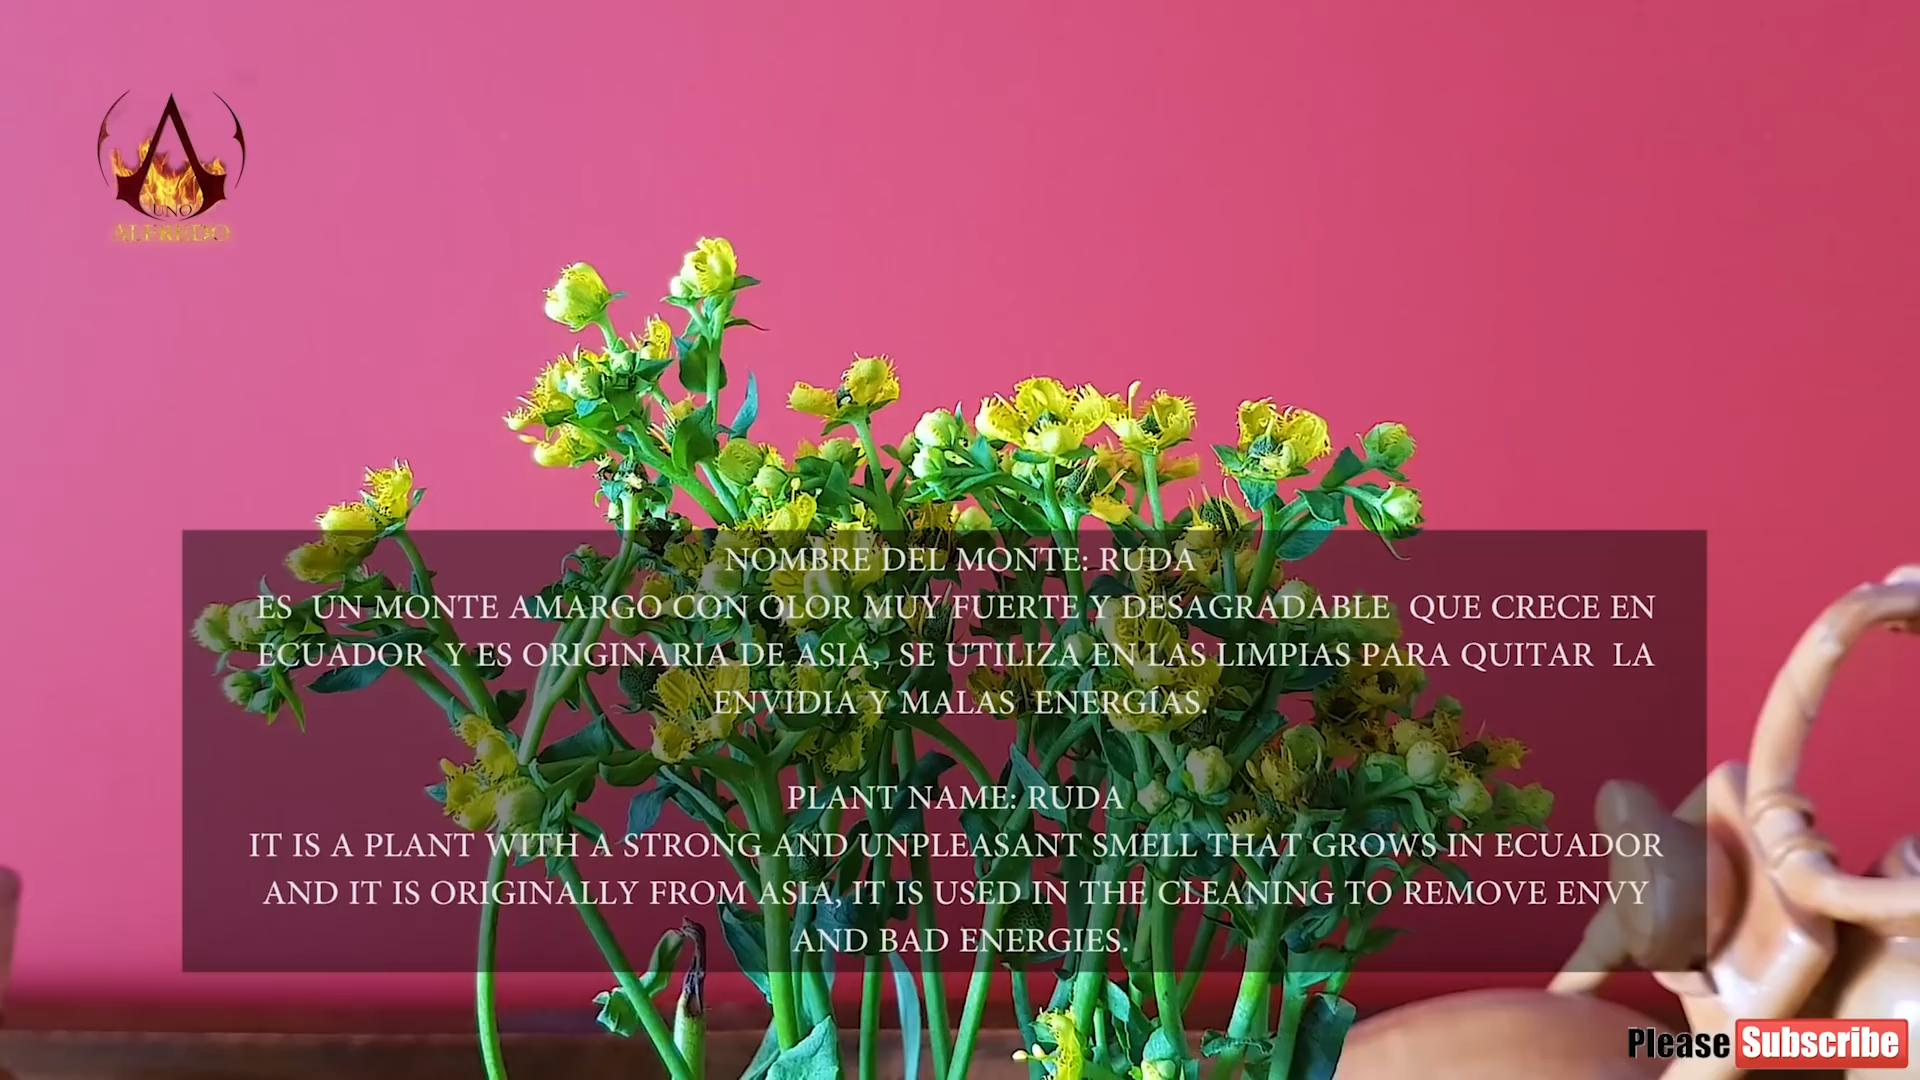 UNO
ALFREDO
NOMBRE DEL MONTE: RUDA
ES UN MONTE AMARGO CON OLOR MUY FUERTE Y DESAGRADABLE QUE CRECE EN
ECUADOR Y ES ORIGINARIA DE ASIA, SE UTILIZA EN LAS LIMPIAS PARA QUITAR LA
ENVIDIA Y MALAS ENERGÍAS.
PLANT NAME: RUDA
IT IS A PLANT WITH A STRONG AND UNPLEASANT SMELL THAT GROWS IN ECUADOR
AND IT IS ORIGINALLY FROM ASIA, IT IS USED IN THE CLEANING TO REMOVE ENVY
AND BAD ENERGIES.
Please Subscribe